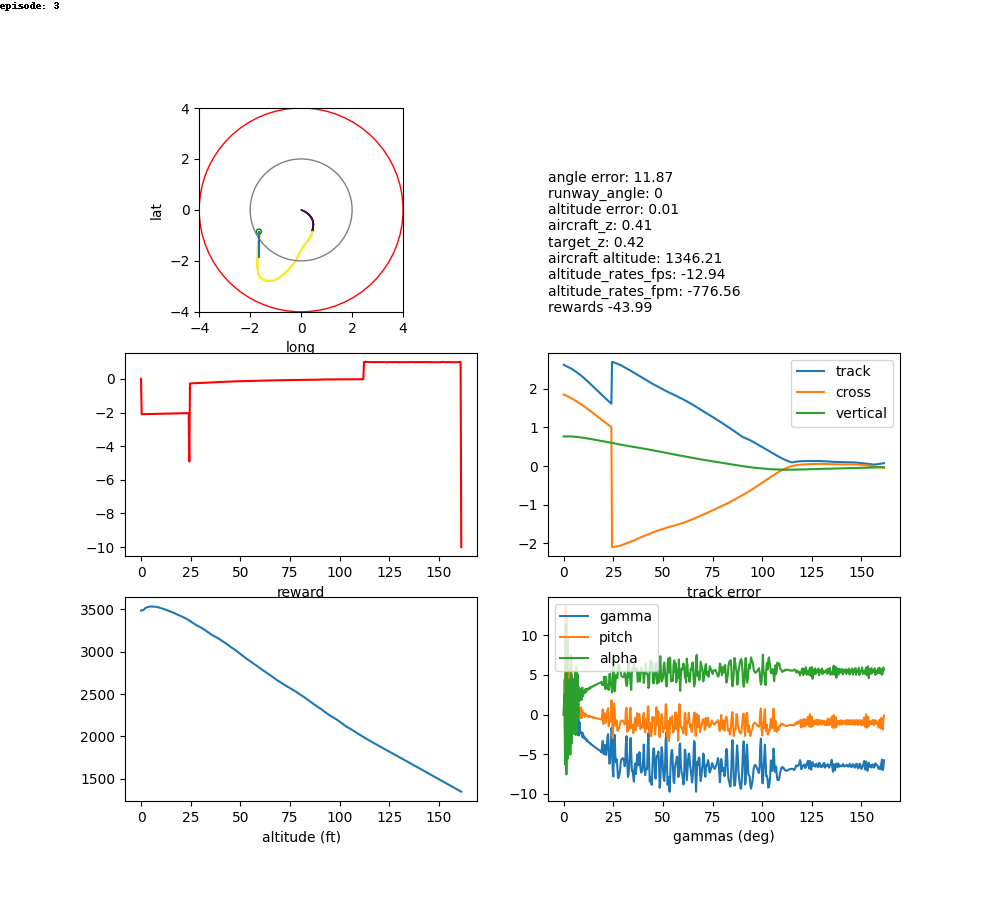 episode: 3
4
2
0
−2
−4
lat
−4 −2 0 2 4
long
angle error: 11.87
runway_angle: 0
altitude error: 0.01
aircraft_z: 0.41
target_z: 0.42
aircraft altitude: 1346.21
altitude_rates_fps: -12.94
altitude_rates_fpm: -776.56
rewards -43.99
0
−2
−4
−6
−8
−10
0 25 50 75 100 125 150
reward
2
1
0
−1
−2
track
cross
vertical
0 25 50 75 100 125 150
track error
3500
3000
2500
2000
1500
0 25 50 75 100 125 150
altitude (ft)
10
5
0
−5
−10
gamma
pitch
alpha
0 25 50 75 100 125 150
gammas (deg)